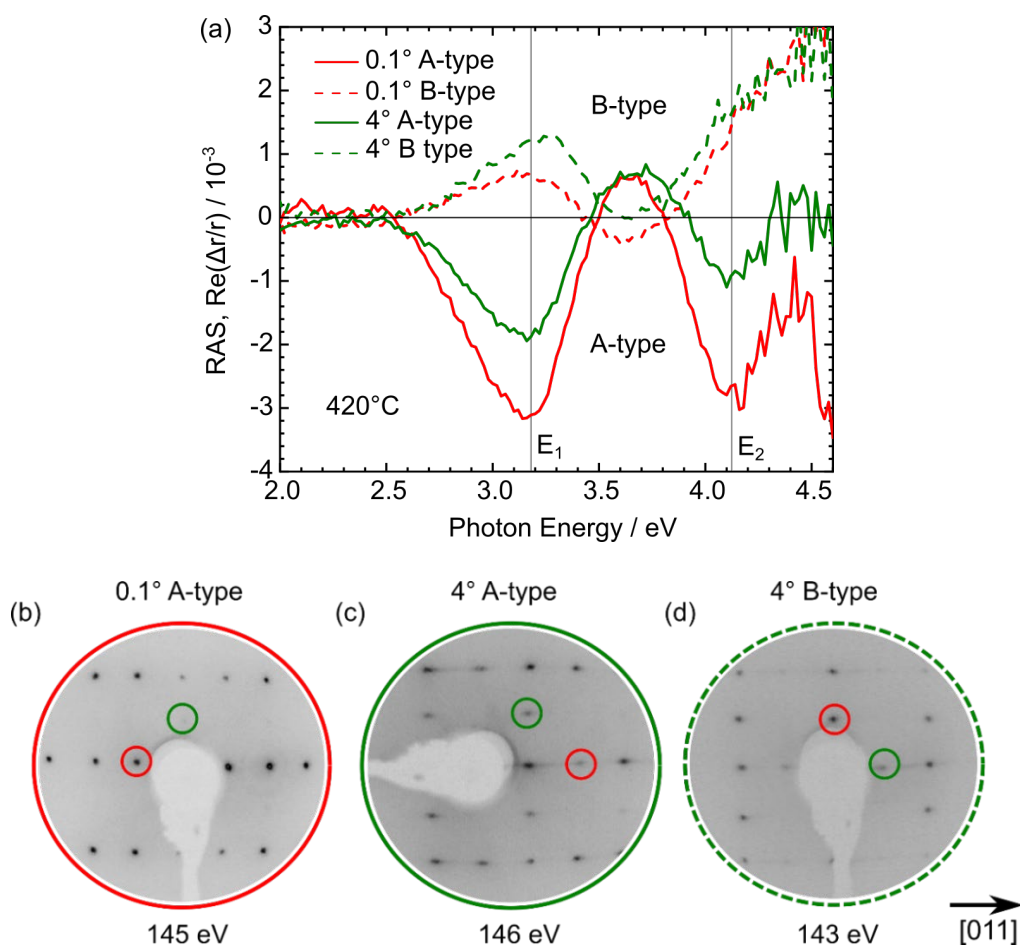 (a)
3
2
1
0
-1
-2
-3
-4
RAS, Re(Δr/r) / 10⁻³
0.1° A-type
0.1° B-type
4° A-type
4° B type
B-type
A-type
420°C
E₁
E₂
2.0 2.5 3.0 3.5 4.0 4.5
Photon Energy / eV
0.1° A-type 4° A-type 4° B-type
(b) (c) (d)
145 eV 146 eV 143 eV
[011]